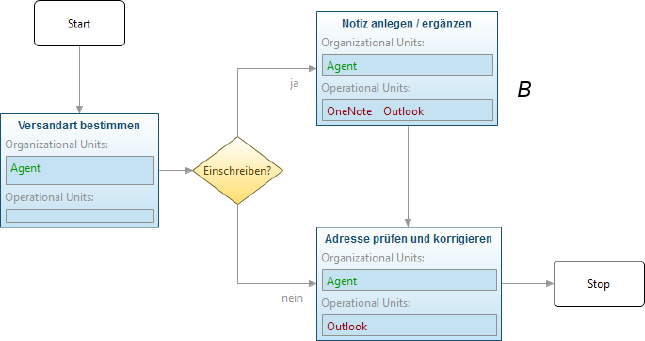 Start
Versandart bestimmen
Organizational Units:
Agent
Operational Units:
Einschreiben?
ja
nein
Notiz anlegen / ergänzen
Organizational Units:
Agent
Operational Units:
OneNote Outlook
B
Adresse prüfen und korrigieren
Organizational Units:
Agent
Operational Units:
Outlook
Stop